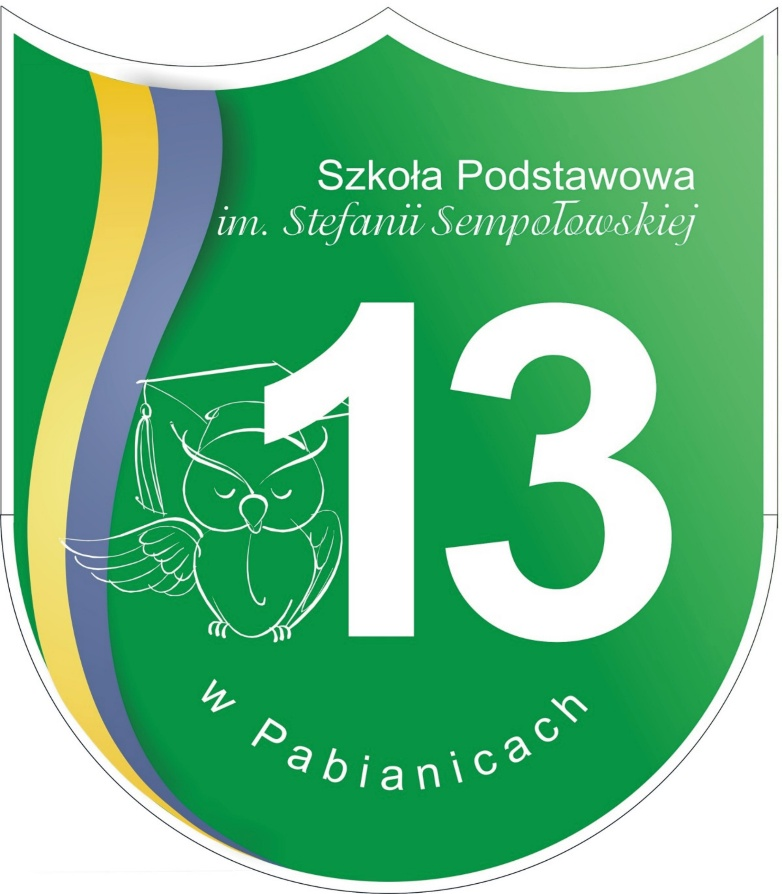 Szkoła Podstawowa
im. Stefanii Sempołowskiej
13
w Pabianicach